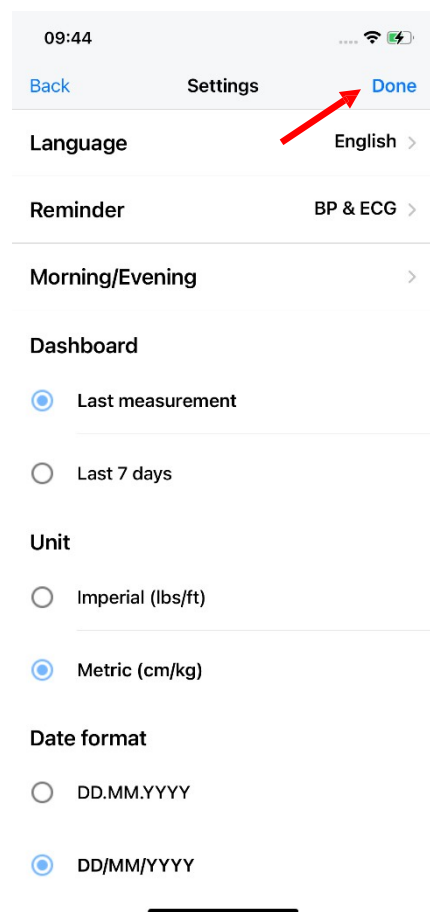 09:44
Back Settings Done
Language English
Reminder BP & ECG
Morning/Evening
Dashboard
Last measurement
Last 7 days
Unit
Imperial (lbs/ft)
Metric (cm/kg)
Date format
DD.MM.YYYY
DD/MM/YYYY